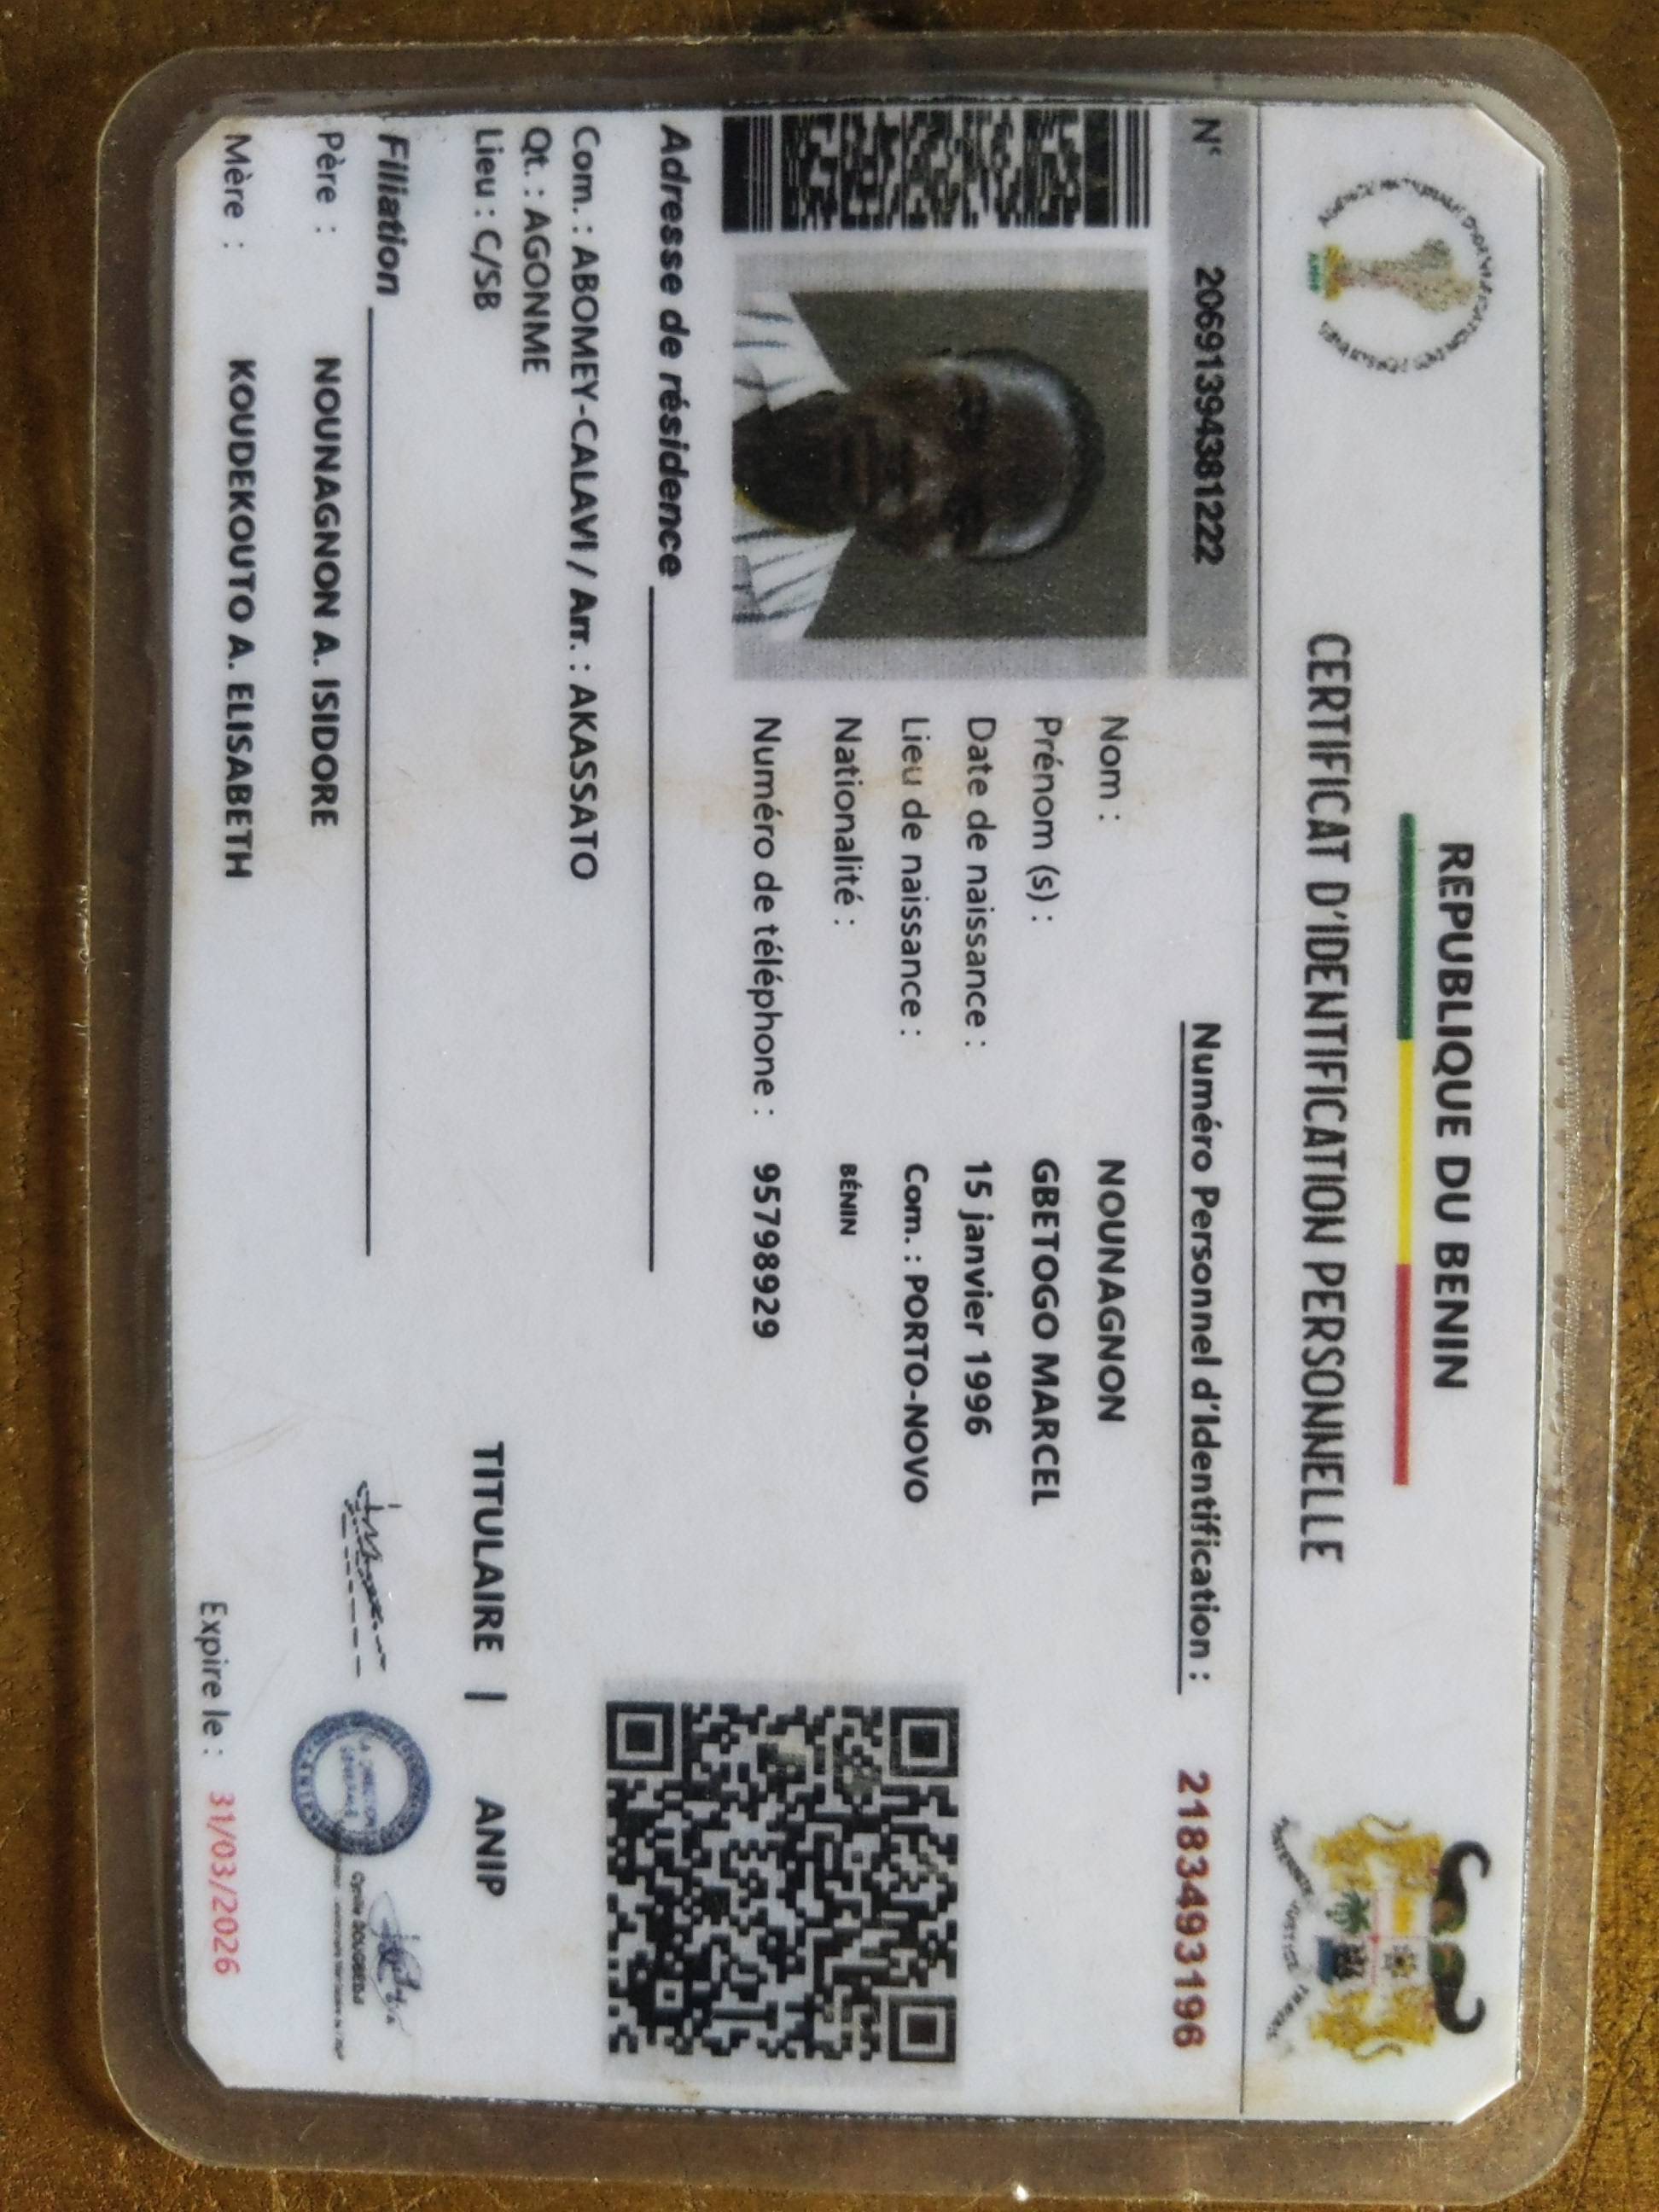 REPUBLIQUE DU BENIN
CERTIFICAT D'IDENTIFICATION PERSONNELLE
N° 20691394381222
Numéro Personnel d'Identification : 2183493196
Nom : NOUNAGNON
Prénom (s) : GBETOGO MARCEL
Date de naissance : 15 janvier 1996
Lieu de naissance : Com. : PORTO-NOVO
Nationalité : BÉNIN
Numéro de téléphone : 95798929
Adresse de résidence
Com. : ABOMEY-CALAVI / Arr. : AKASSATO
Qt. : AGONME
Lieu : C/SB
TITULAIRE | ANIP
Filiation
Père : NOUNAGNON A. ISIDORE
Mère : KOUDEKOUTO A. ELISABETH
Expire le : 31/03/2026